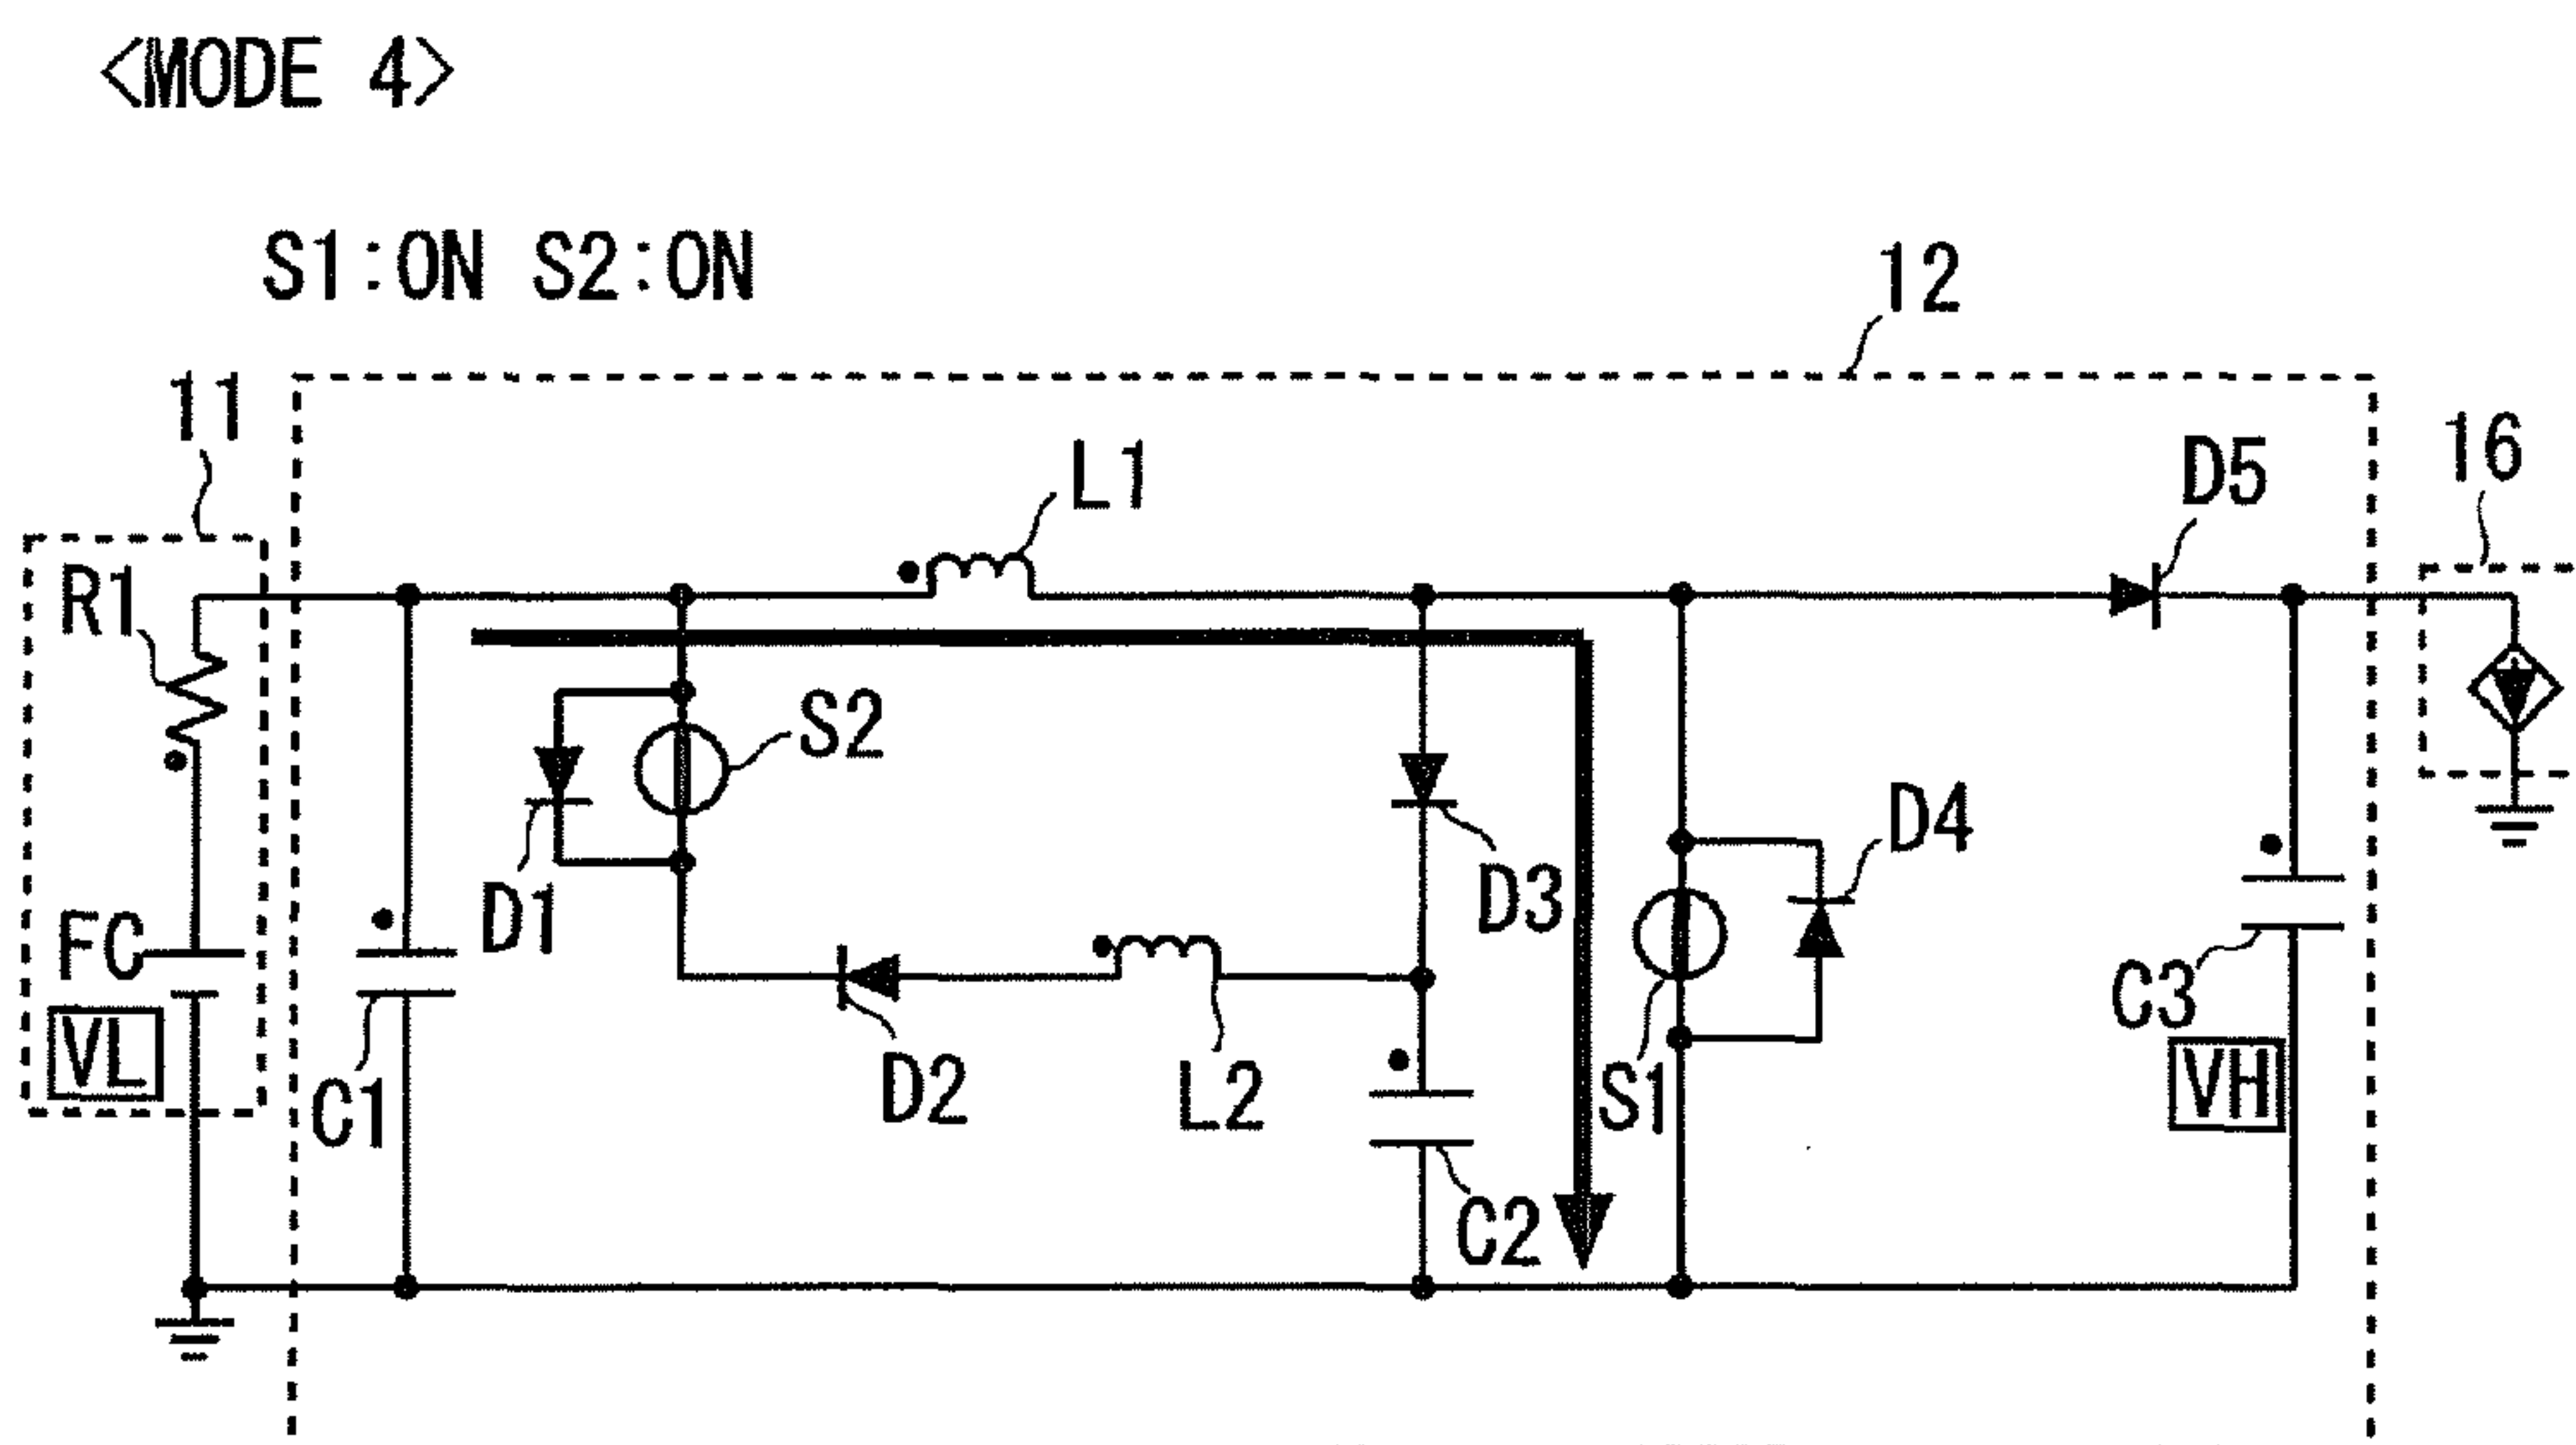 <MODE 4>
S1:ON S2:ON
12
11
16
L1
D5
R1
S2
D4
D1
D3
FC
C3
VL
D2
L2
S1
VH
C1
C2